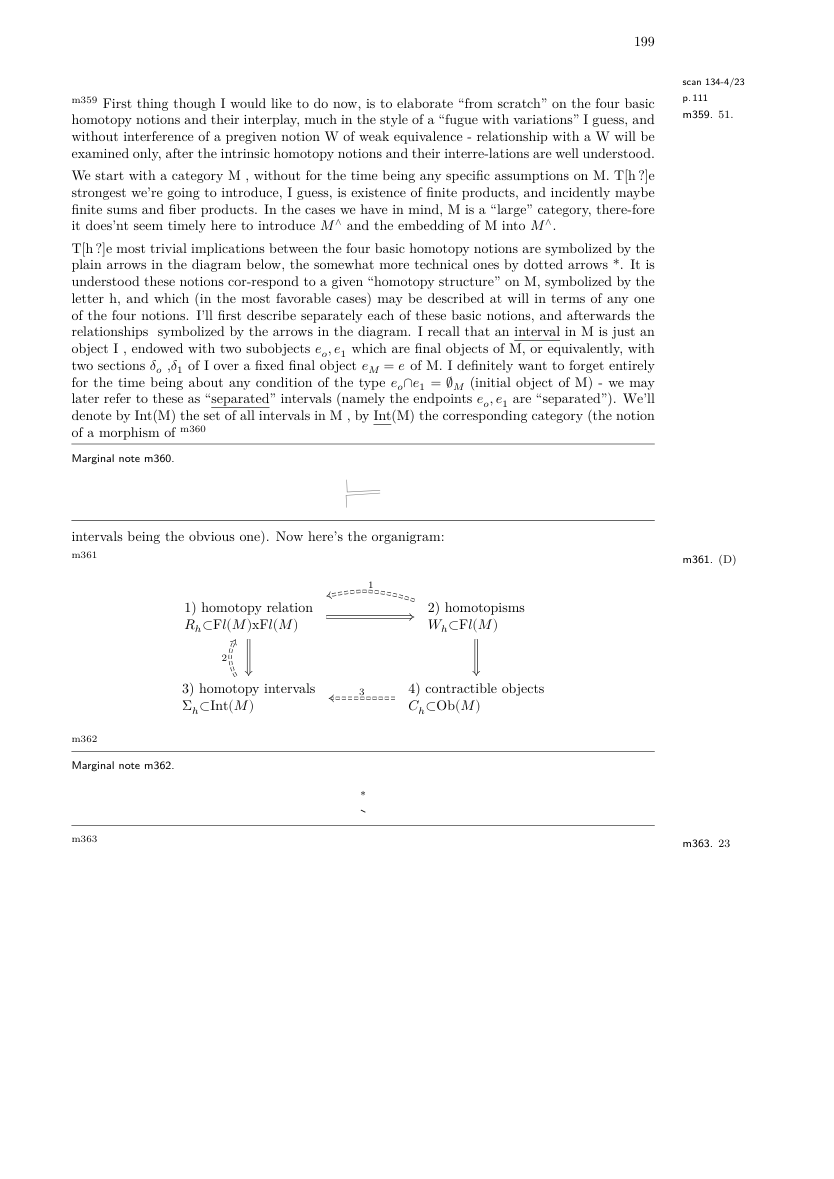 199
scan 134-4/23
p. 111
m359. 51.
m359 First thing though I would like to do now, is to elaborate “from scratch” on the four basic
homotopy notions and their interplay, much in the style of a “fugue with variations” I guess, and
without interference of a pregiven notion W of weak equivalence - relationship with a W will be
examined only, after the intrinsic homotopy notions and their interre-lations are well understood.
We start with a category M , without for the time being any specific assumptions on M. T[h ?]e
strongest we’re going to introduce, I guess, is existence of finite products, and incidently maybe
finite sums and fiber products. In the cases we have in mind, M is a “large” category, there-fore
it does’nt seem timely here to introduce M^∧ and the embedding of M into M^∧.
T[h ?]e most trivial implications between the four basic homotopy notions are symbolized by the
plain arrows in the diagram below, the somewhat more technical ones by dotted arrows *. It is
understood these notions cor-respond to a given “homotopy structure” on M, symbolized by the
letter h, and which (in the most favorable cases) may be described at will in terms of any one
of the four notions. I’ll first describe separately each of these basic notions, and afterwards the
relationships symbolized by the arrows in the diagram. I recall that an interval in M is just an
object I , endowed with two subobjects e_o, e_1 which are final objects of M, or equivalently, with
two sections δ_o ,δ_1 of I over a fixed final object e_M = e of M. I definitely want to forget entirely
for the time being about any condition of the type e_o∩e_1 = ∅_M (initial object of M) - we may
later refer to these as “separated” intervals (namely the endpoints e_o, e_1 are “separated”). We’ll
denote by Int(M) the set of all intervals in M , by Int(M) the corresponding category (the notion
of a morphism of m360
Marginal note m360.
intervals being the obvious one). Now here’s the organigram:
m361
m361. (D)
1
1) homotopy relation 2) homotopisms
R_h⊂Fl(M)xFl(M) W_h⊂Fl(M)
2
3) homotopy intervals 3 4) contractible objects
Σ_h⊂Int(M) C_h⊂Ob(M)
m362
Marginal note m362.
*
m363
m363. 23